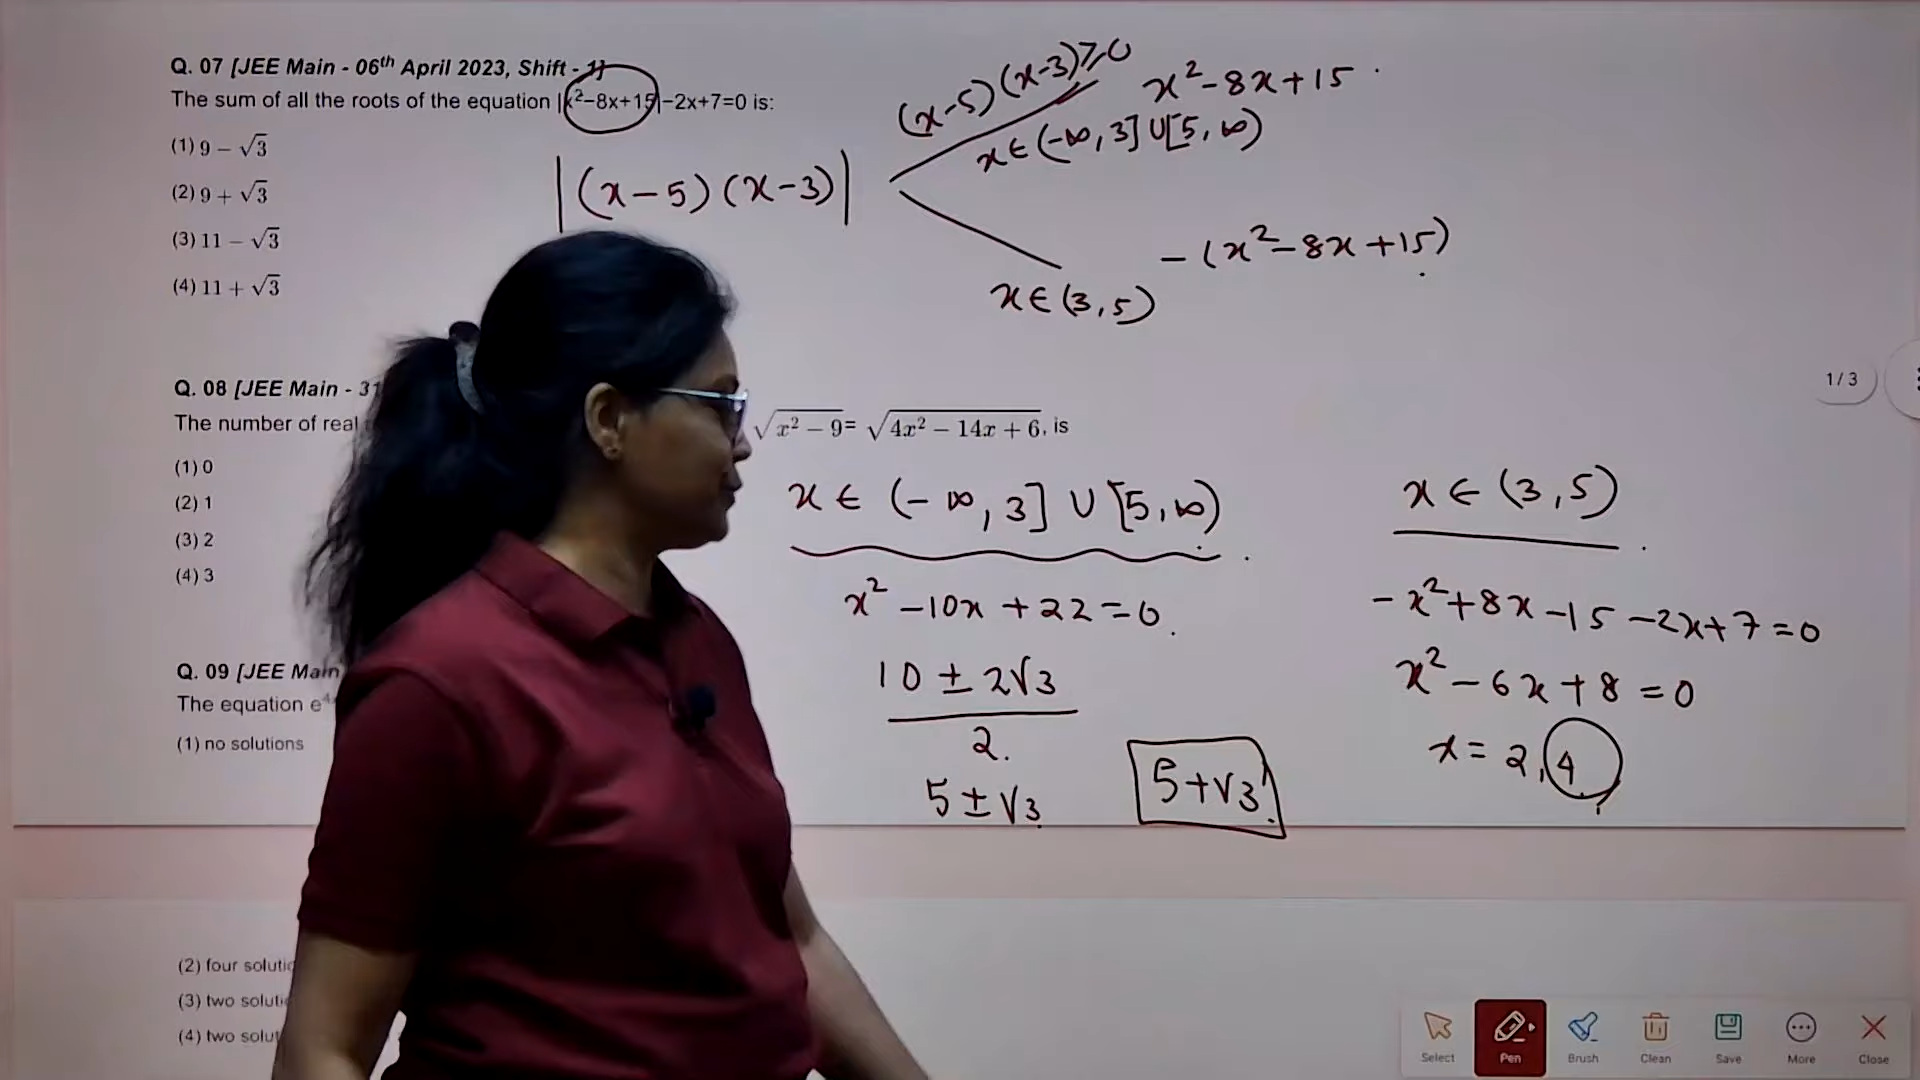 Q. 07 [JEE Main - 06th April 2023, Shift - 1]
The sum of all the roots of the equation |x²−8x+15|−2x+7=0 is:
(1) 9 − √3
(2) 9 + √3
(3) 11 − √3
(4) 11 + √3
|(x−5)(x−3)|
(x−5)(x−3)≥0
x²−8x+15
x∈(−∞,3]∪[5,∞)
−(x²−8x+15)
x∈(3,5)
Q. 08 [JEE Main - 31
The number of real
√x² − 9 = √4x² − 14x + 6, is
(1) 0
(2) 1
(3) 2
(4) 3
x ∈ (−∞,3] ∪ [5,∞)
x²−10x+22=0
10 ± 2√3
2
5 ± √3
5+√3
x ∈ (3,5)
−x²+8x−15−2x+7=0
x²−6x+8=0
x=2,4
Q. 09 [JEE Main
The equation e⁴
(1) no solutions
(2) four soluti
(3) two soluti
(4) two solut
1 / 3
Select
Pen
Brush
Clean
Save
More
Close